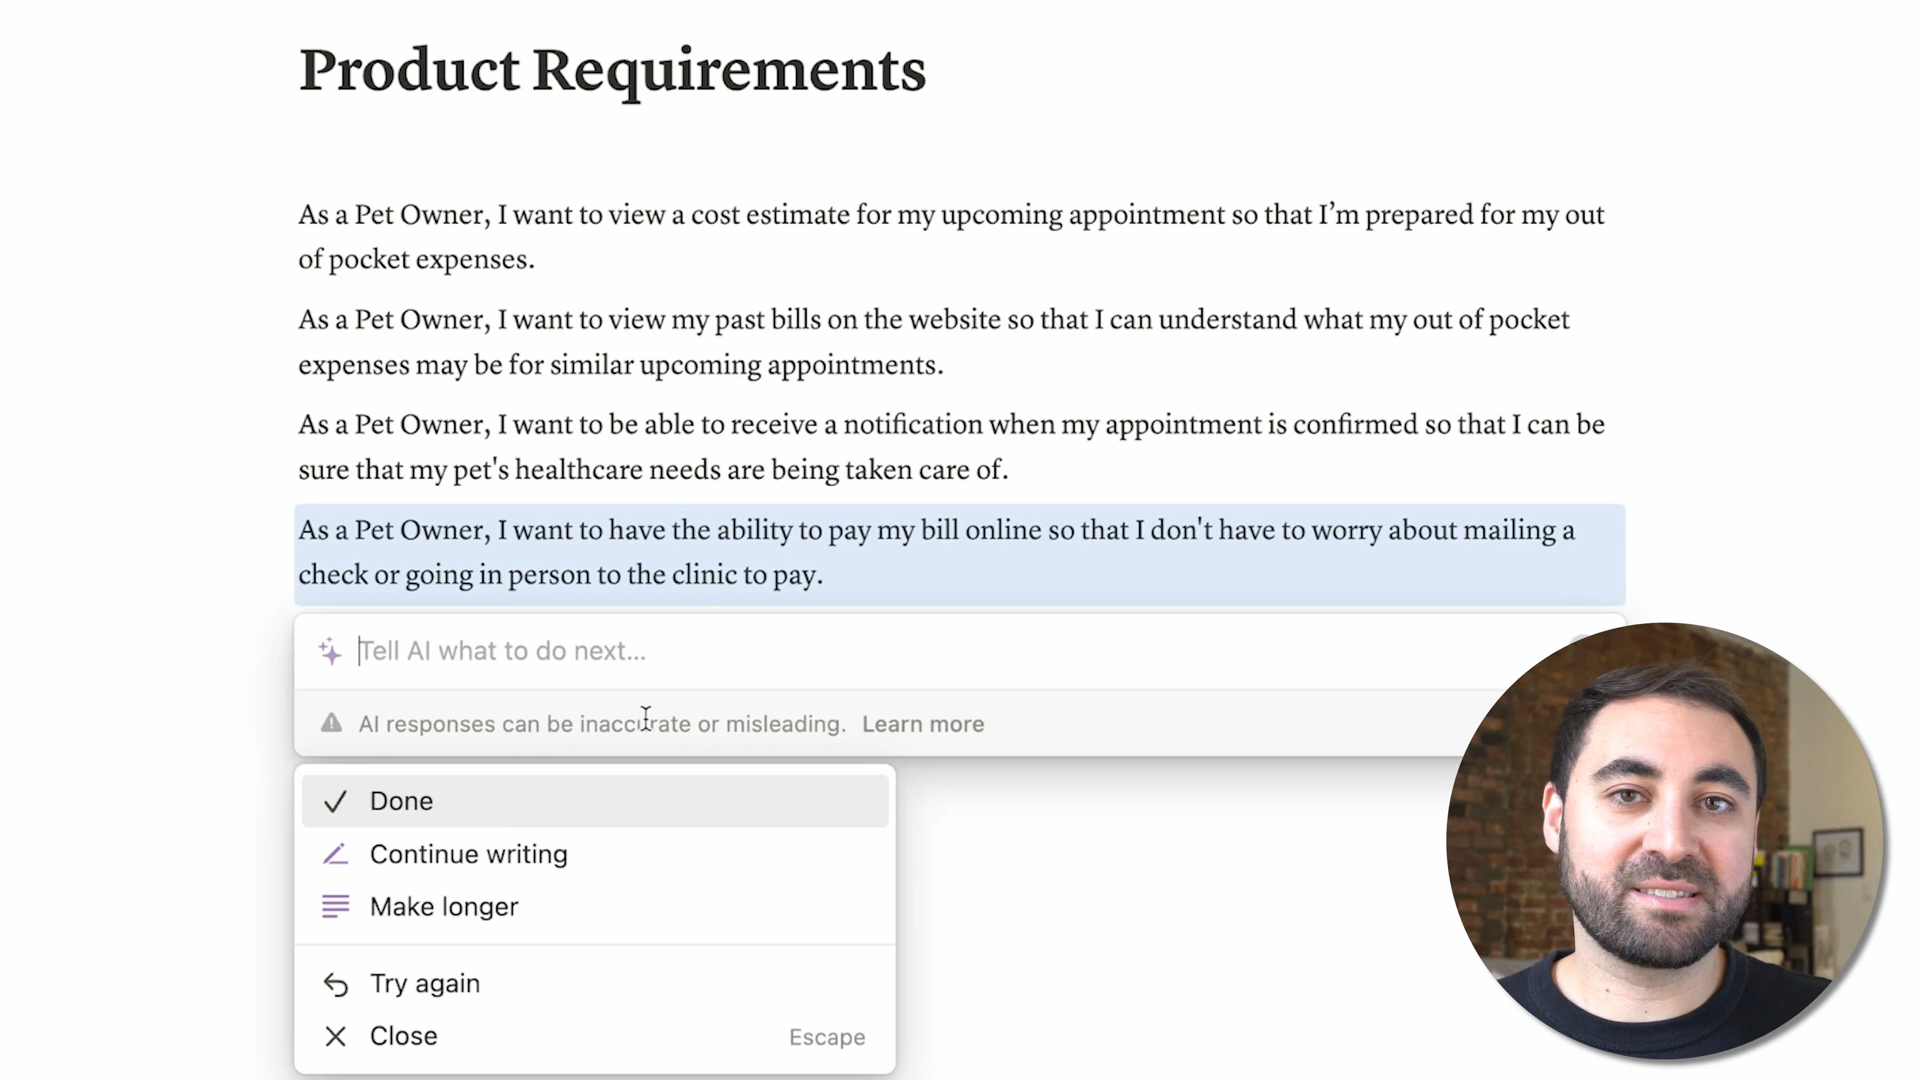 Product Requirements
As a Pet Owner, I want to view a cost estimate for my upcoming appointment so that I’m prepared for my out
of pocket expenses.
As a Pet Owner, I want to view my past bills on the website so that I can understand what my out of pocket
expenses may be for similar upcoming appointments.
As a Pet Owner, I want to be able to receive a notification when my appointment is confirmed so that I can be
sure that my pet's healthcare needs are being taken care of.
As a Pet Owner, I want to have the ability to pay my bill online so that I don't have to worry about mailing a
check or going in person to the clinic to pay.
Tell AI what to do next...
AI responses can be inaccurate or misleading. Learn more
Done
Continue writing
Make longer
Try again
Close Escape